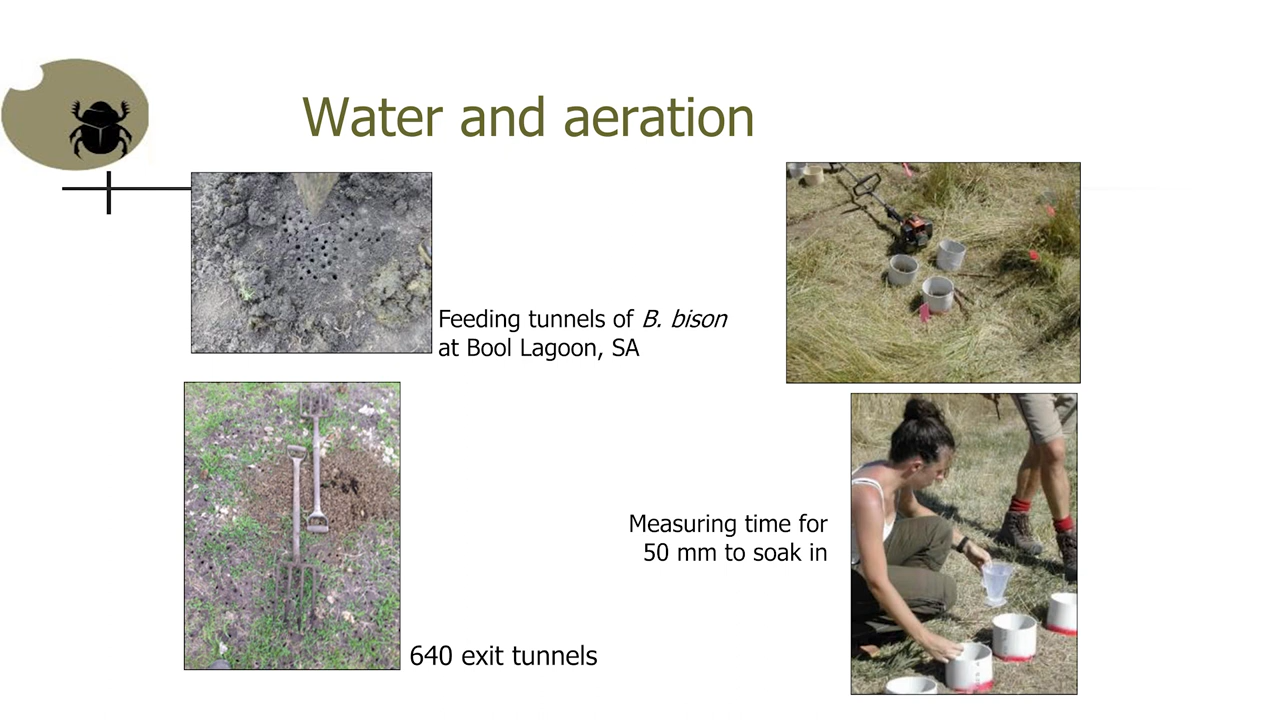 Water and aeration
Feeding tunnels of B. bison
at Bool Lagoon, SA
Measuring time for
50 mm to soak in
640 exit tunnels